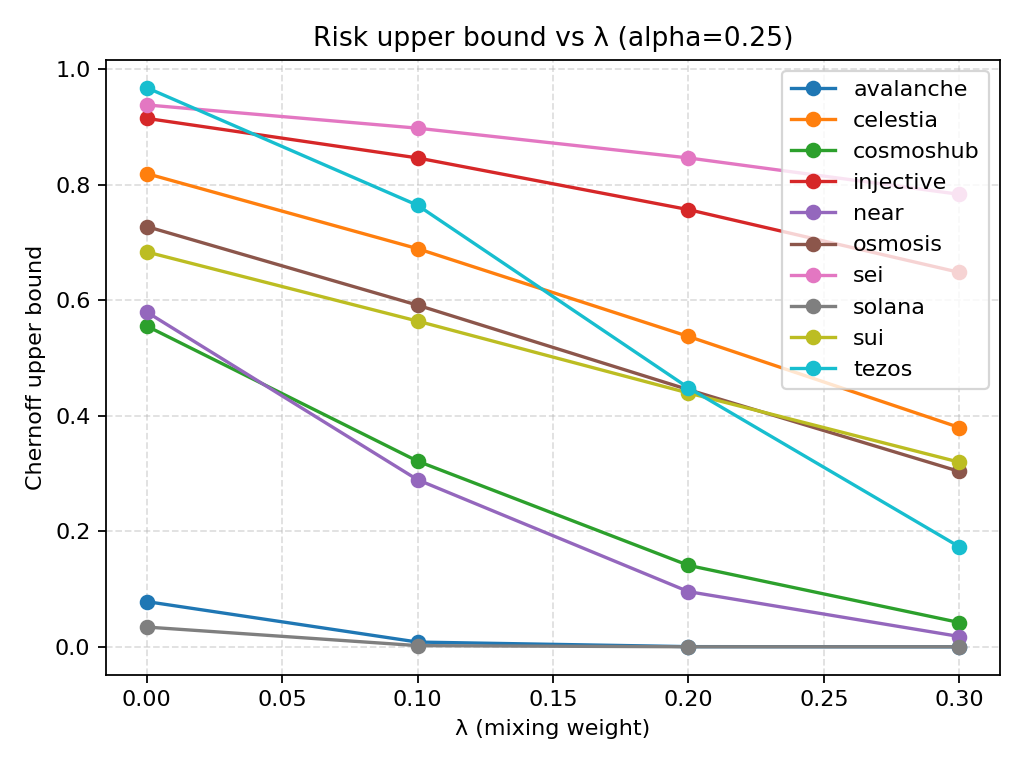 Risk upper bound vs λ (alpha=0.25)
Chernoff upper bound
1.0
0.8
0.6
0.4
0.2
0.0
avalanche
celestia
cosmoshub
injective
near
osmosis
sei
solana
sui
tezos
0.00 0.05 0.10 0.15 0.20 0.25 0.30
λ (mixing weight)